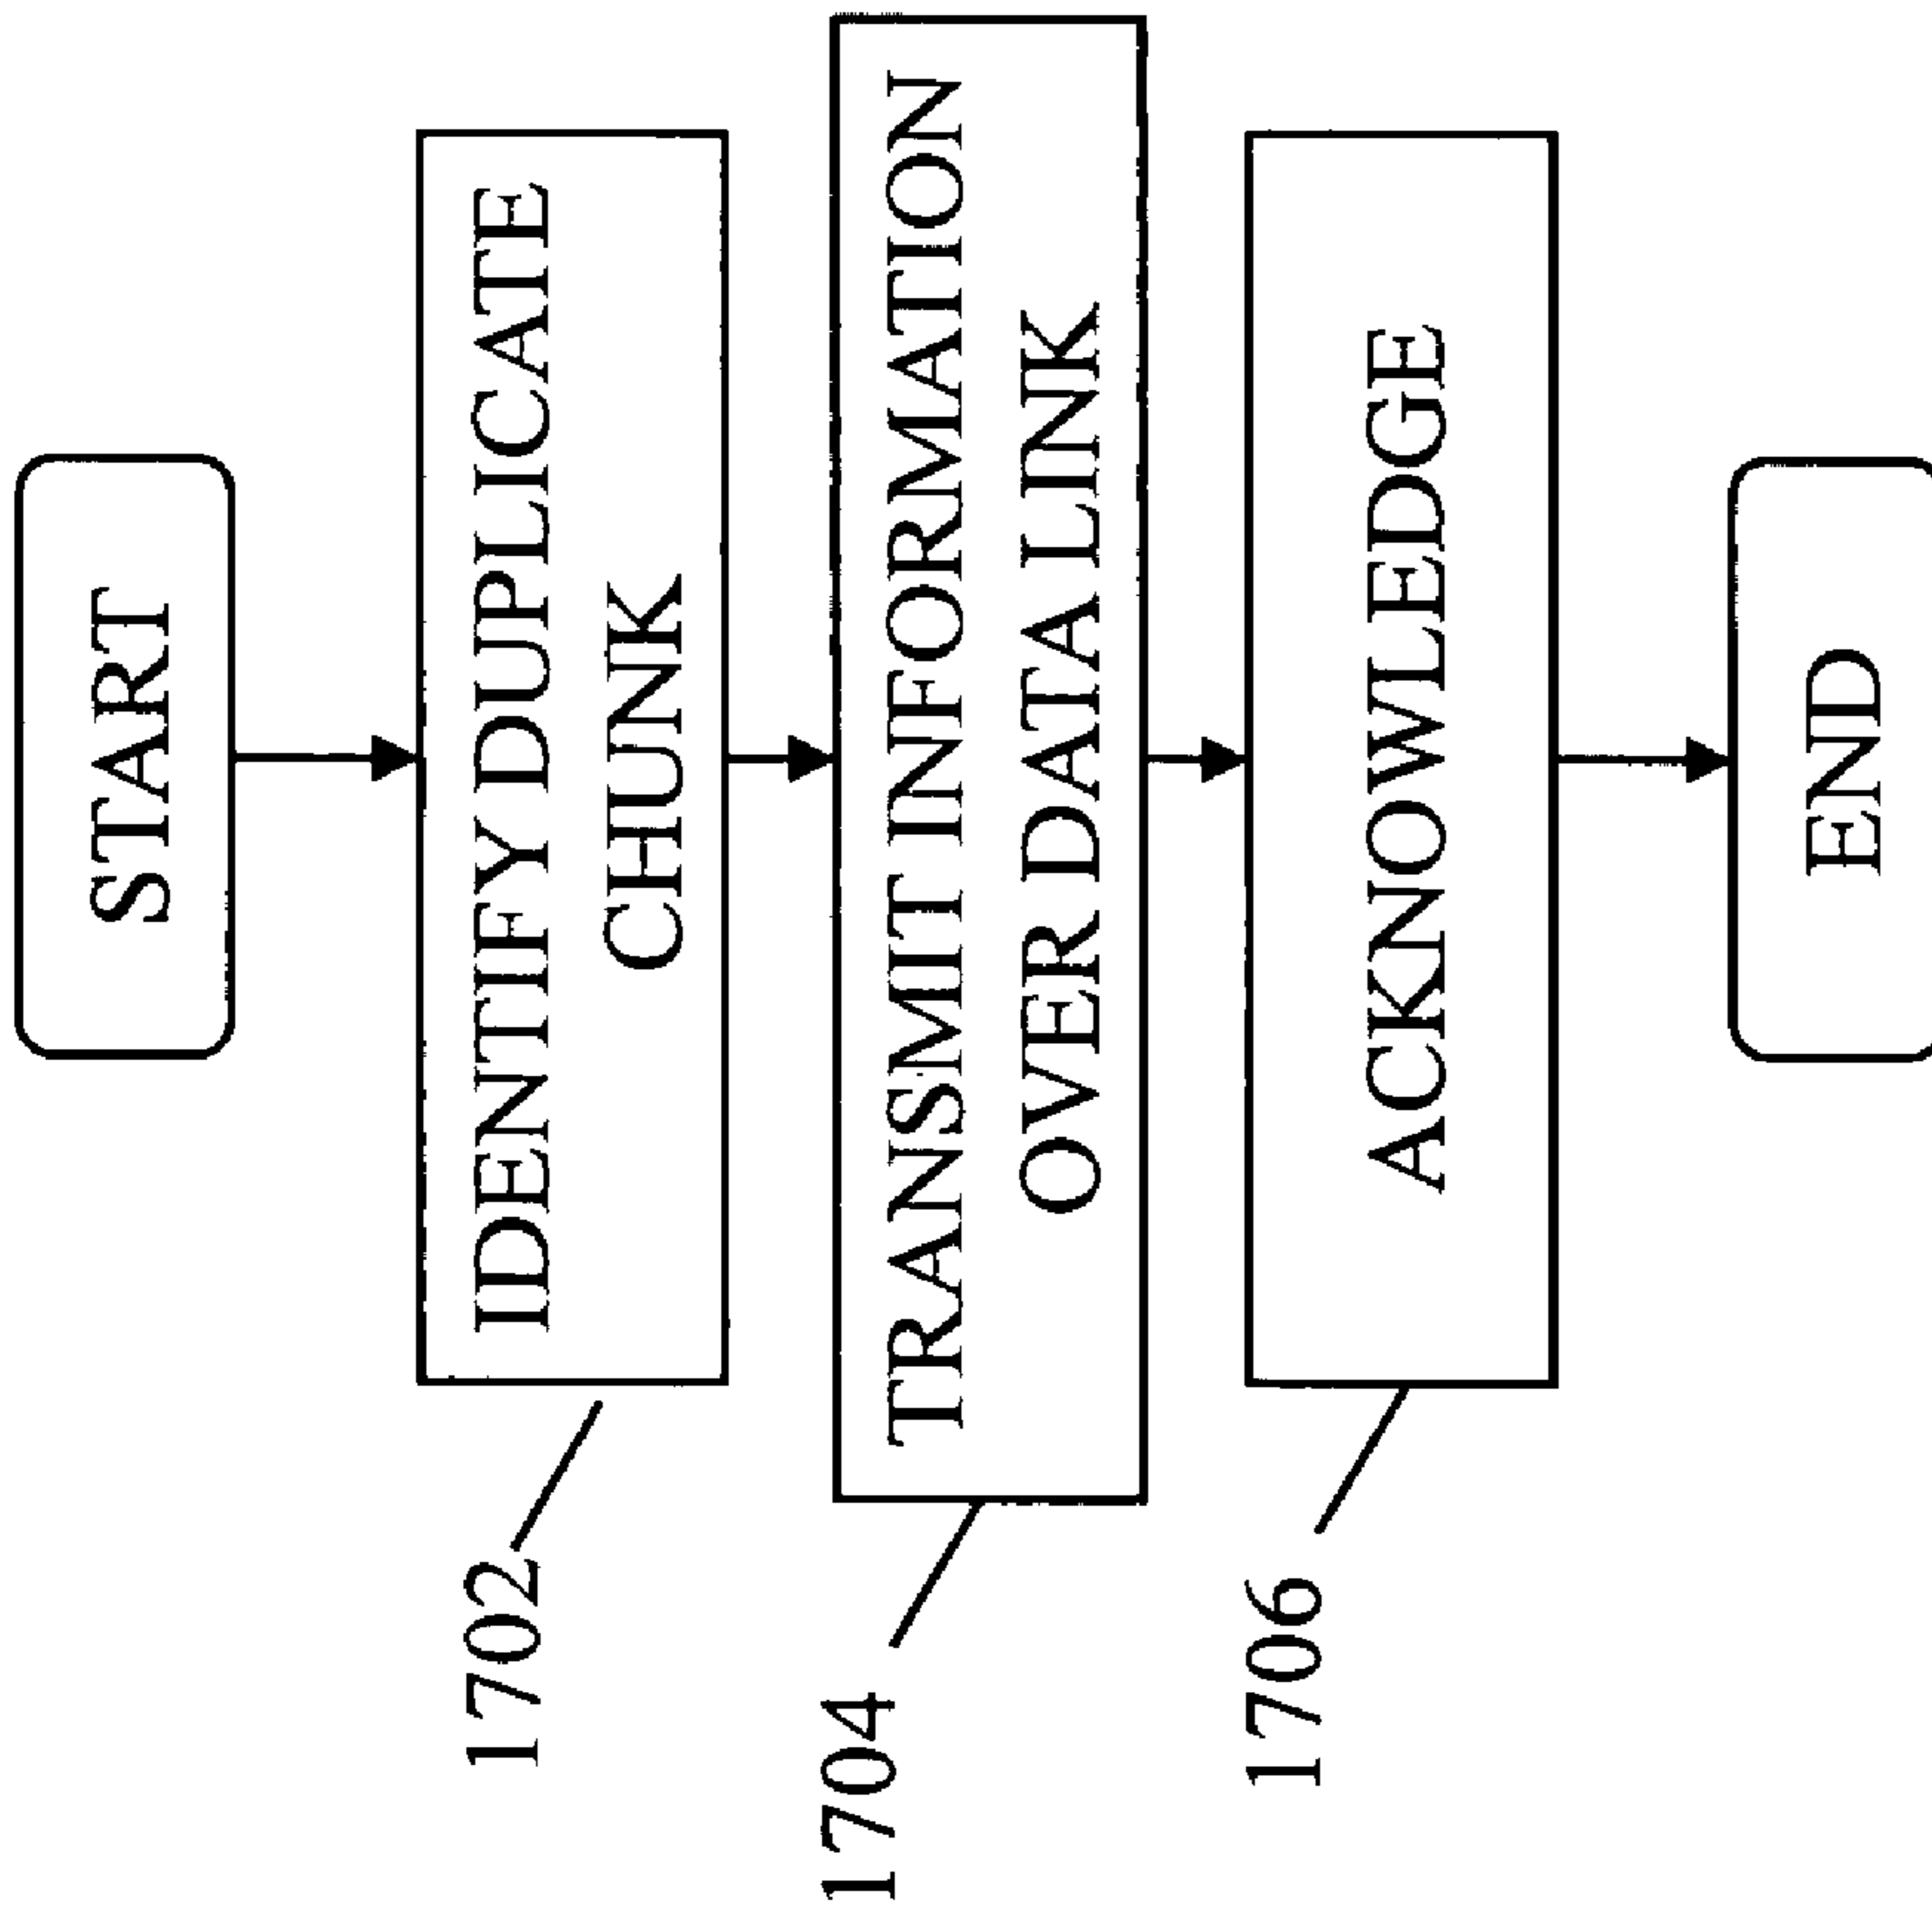 START
IDENTIFY DUPLICATE
CHUNK
1702
TRANSMIT INFORMATION
OVER DATA LINK
1704
ACKNOWLEDGE
1706
END